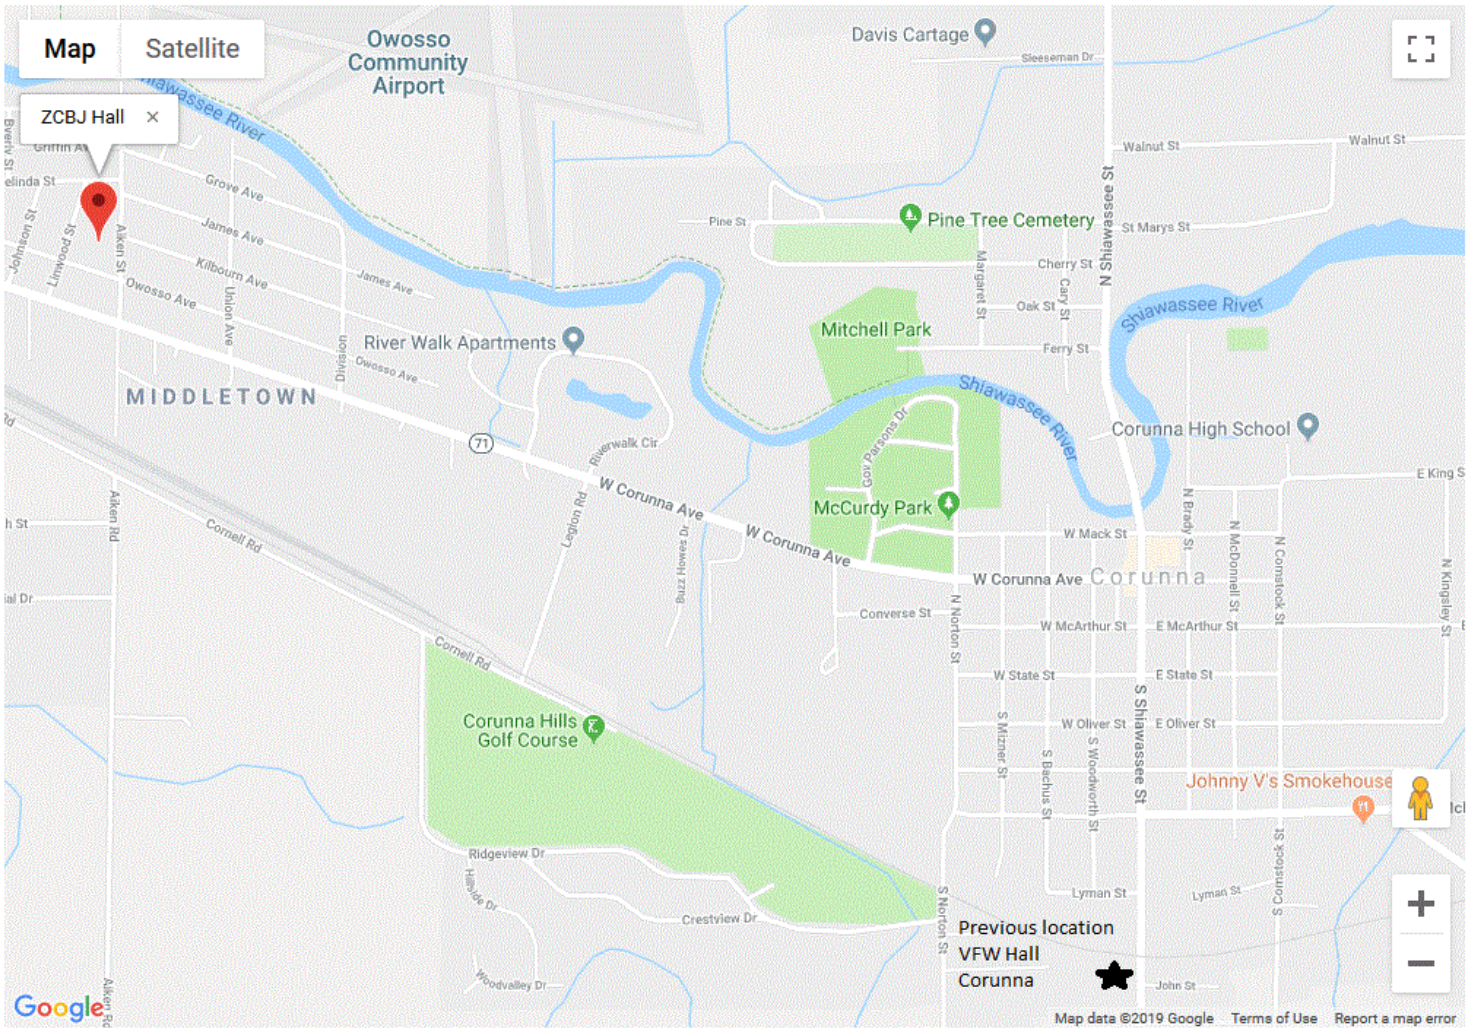 Map
Satellite
Owosso
Community
Airport
Davis Cartage
Sleeseman Dr
Shiawassee River
ZCBJ Hall ×
Byerly St
Griffin
elinda St
Grove Ave
Walnut St
Walnut St
N Shiawassee St
Johnson St
Linwood St
Aiken St
James Ave
Pine St
Pine Tree Cemetery
St Marys St
Kilbourn Ave
James Ave
Margaret St
Cherry St
Cary St
Owosso Ave
Union Ave
Oak St
Shiawassee River
Mitchell Park
River Walk Apartments
Division
Ferry St
Owosso Ave
MIDDLETOWN
Shiawassee River
Rd
71
Riverwalk Cir
Gov Parsons Dr
Corunna High School
E King S
W Corunna Ave
McCurdy Park
Aiken Rd
Legion Rd
N Brady St
h St
Cornell Rd
Buzz Howes Dr
W Corunna Ave
W Mack St
N McDonnell St
N Comstock St
W Corunna Ave
Corunna
N Kingsley St
ial Dr
Converse St
N Norton St
W McArthur St
E McArthur St
E
Cornell Rd
W State St
E State St
S Shiawassee St
Corunna Hills
Golf Course
S Mizner St
W Oliver St
E Oliver St
S Bachus St
S Woodworth St
Johnny V's Smokehouse
Ridgeview Dr
Hillside Dr
Crestview Dr
S Norton St
Lyman St
Lyman St
S Comstock St
+
Previous location
VFW Hall
Corunna
−
Woodvalley Dr
John St
Aiken Rd
Google
Map data ©2019 Google
Terms of Use
Report a map error